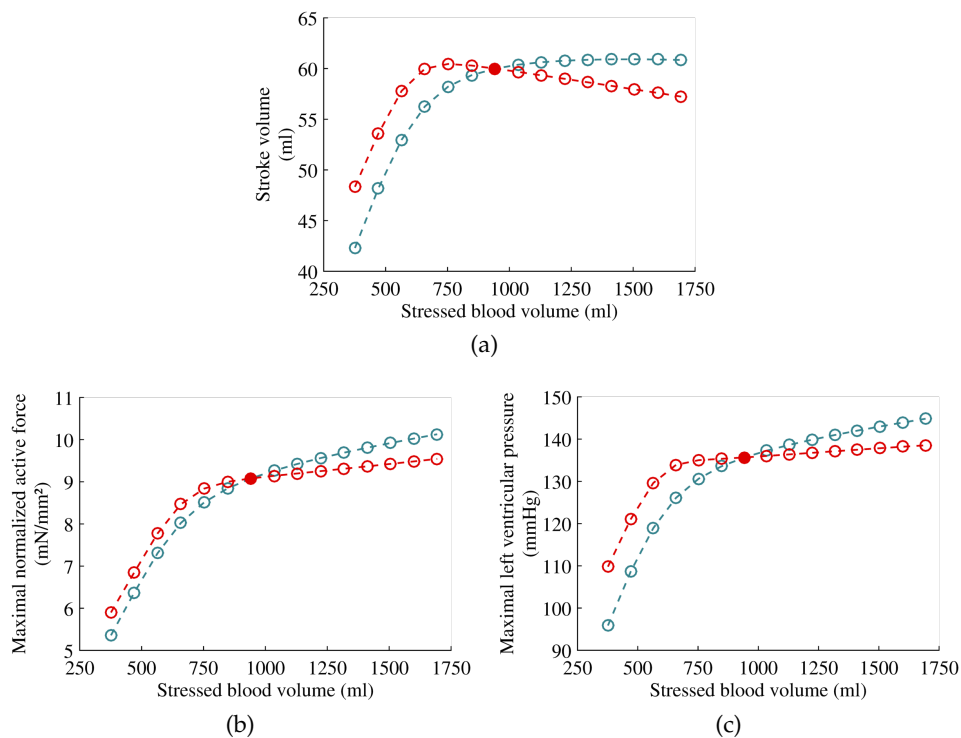 65
60
55
50
45
40
Stroke volume
(ml)
250 500 750 1000 1250 1500 1750
Stressed blood volume (ml)
(a)
11
10
9
8
7
6
5
Maximal normalized active force
(mN/mm²)
250 500 750 1000 1250 1500 1750
Stressed blood volume (ml)
(b)
150
140
130
120
110
100
90
Maximal left ventricular pressure
(mmHg)
250 500 750 1000 1250 1500 1750
Stressed blood volume (ml)
(c)